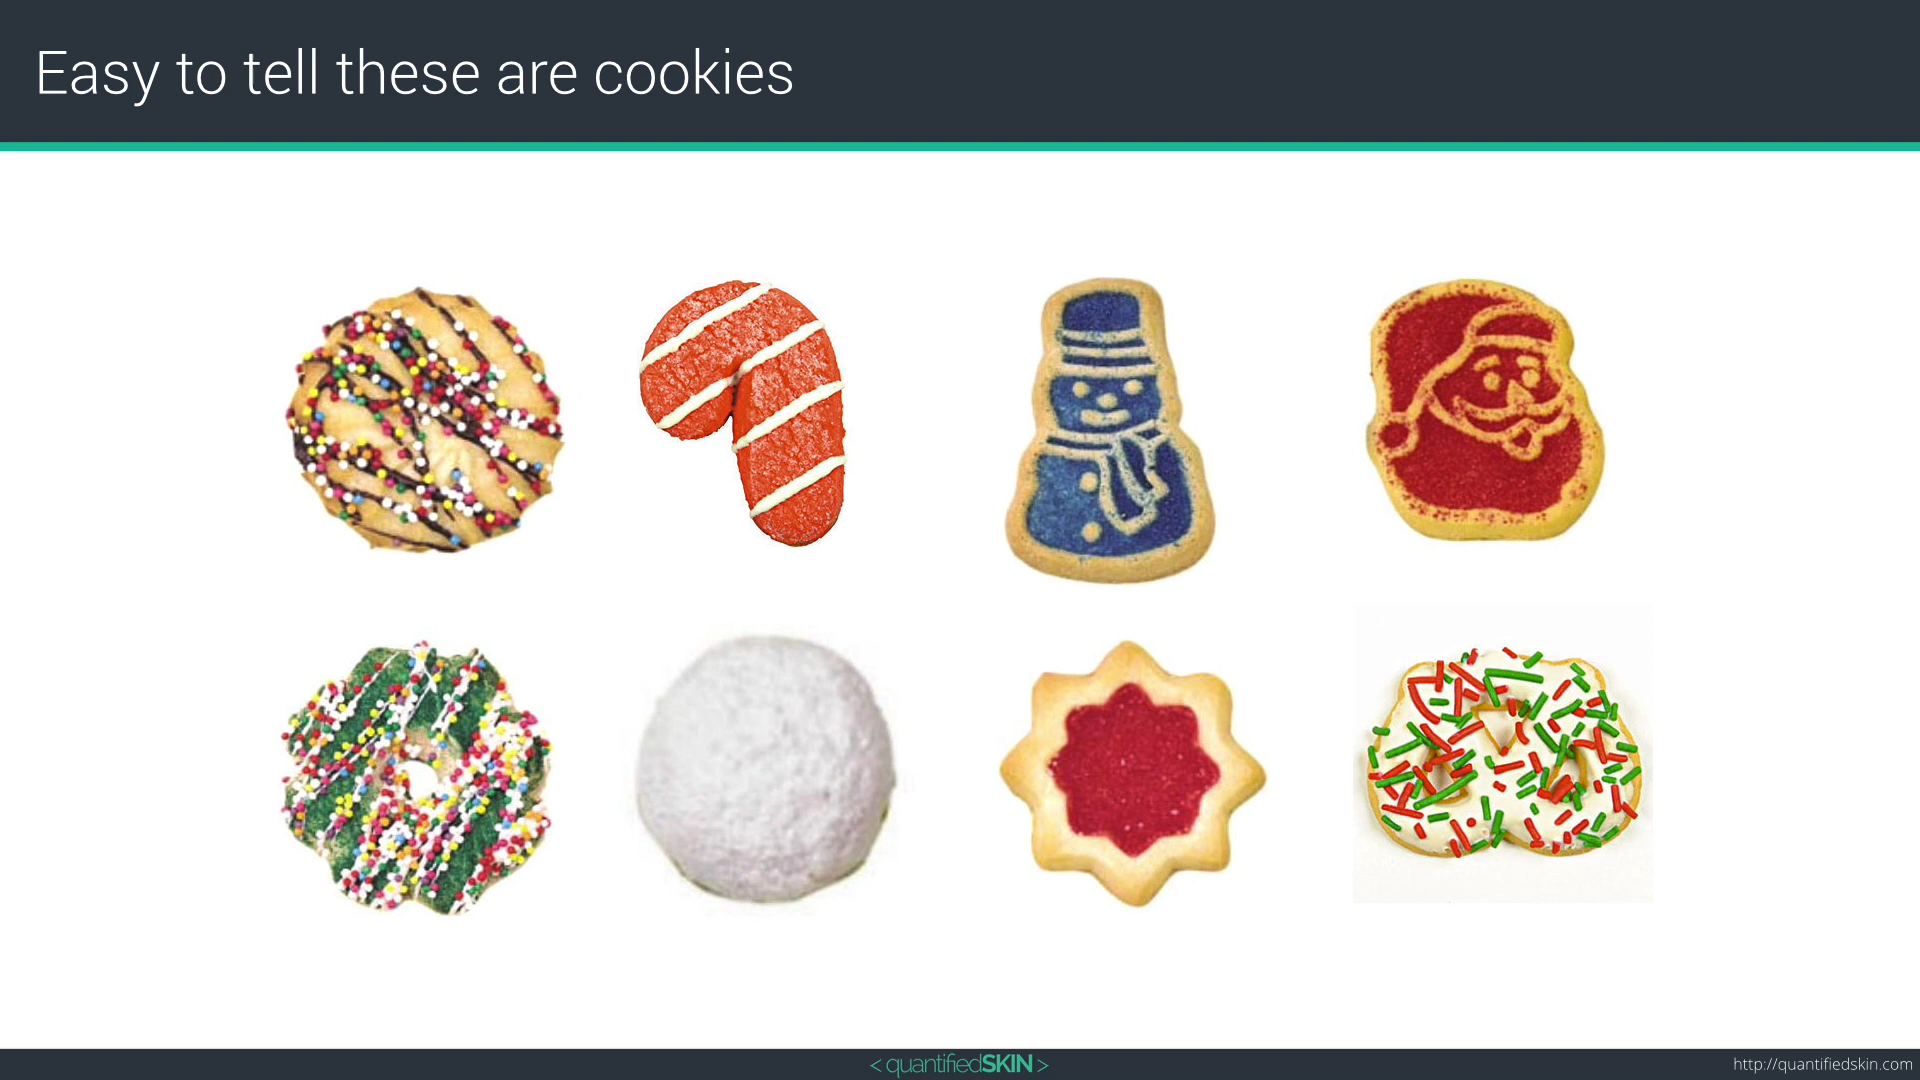 Easy to tell these are cookies
< quantifiedSKIN >
http://quantifiedskin.com